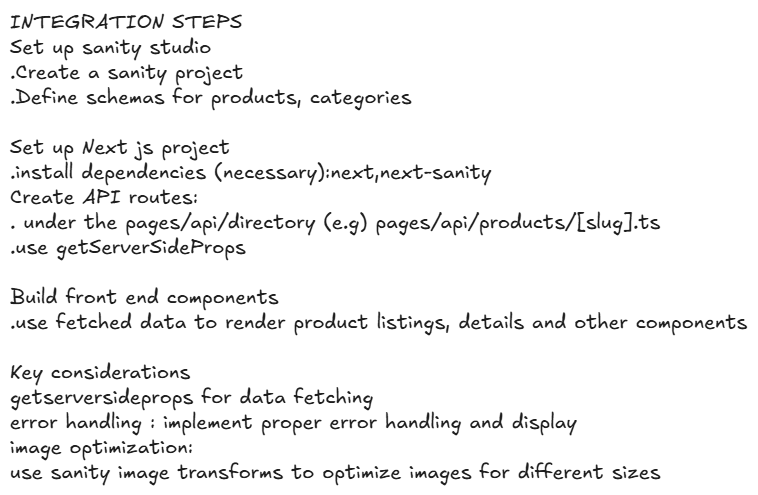 INTEGRATION STEPS
Set up sanity studio
.Create a sanity project
.Define schemas for products, categories
Set up Next js project
.install dependencies (necessary):next,next-sanity
Create API routes:
. under the pages/api/directory (e.g) pages/api/products/[slug].ts
.use getServerSideProps
Build front end components
.use fetched data to render product listings, details and other components
Key considerations
getserversideprops for data fetching
error handling : implement proper error handling and display
image optimization:
use sanity image transforms to optimize images for different sizes